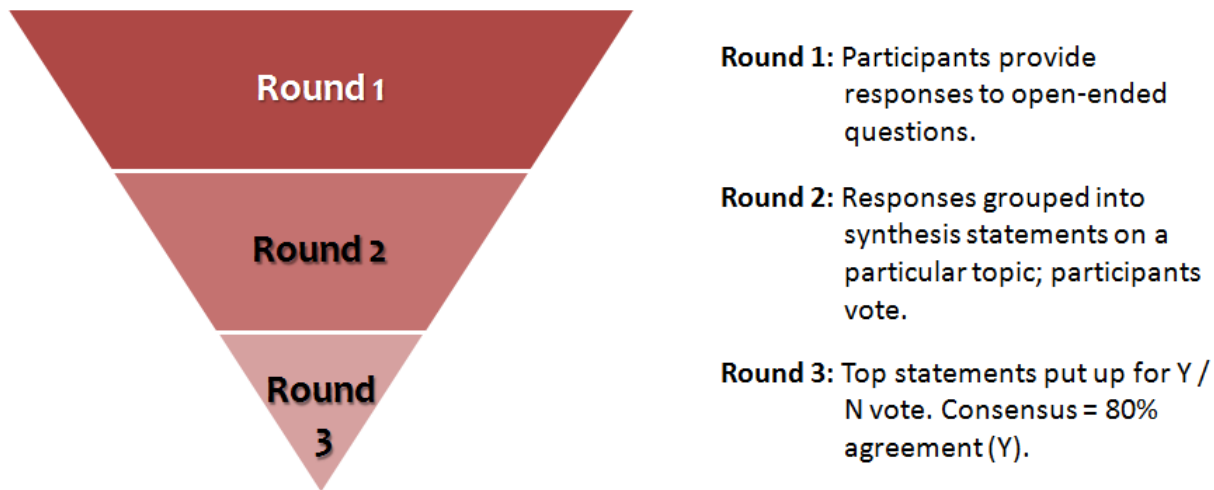 Round 1
Round 2
Round
3
Round 1: Participants provide
responses to open-ended
questions.
Round 2: Responses grouped into
synthesis statements on a
particular topic; participants
vote.
Round 3: Top statements put up for Y /
N vote. Consensus = 80%
agreement (Y).